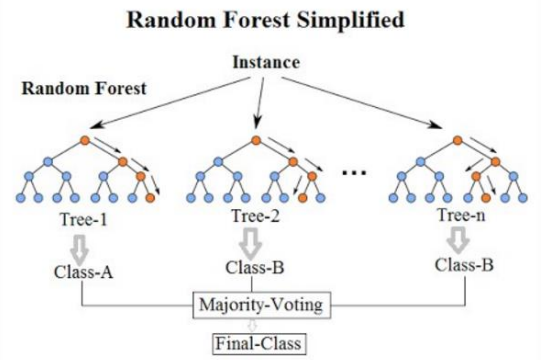 Random Forest Simplified
Instance
Random Forest
...
Tree-1
Tree-2
Tree-n
Class-A
Class-B
Class-B
Majority-Voting
Final-Class